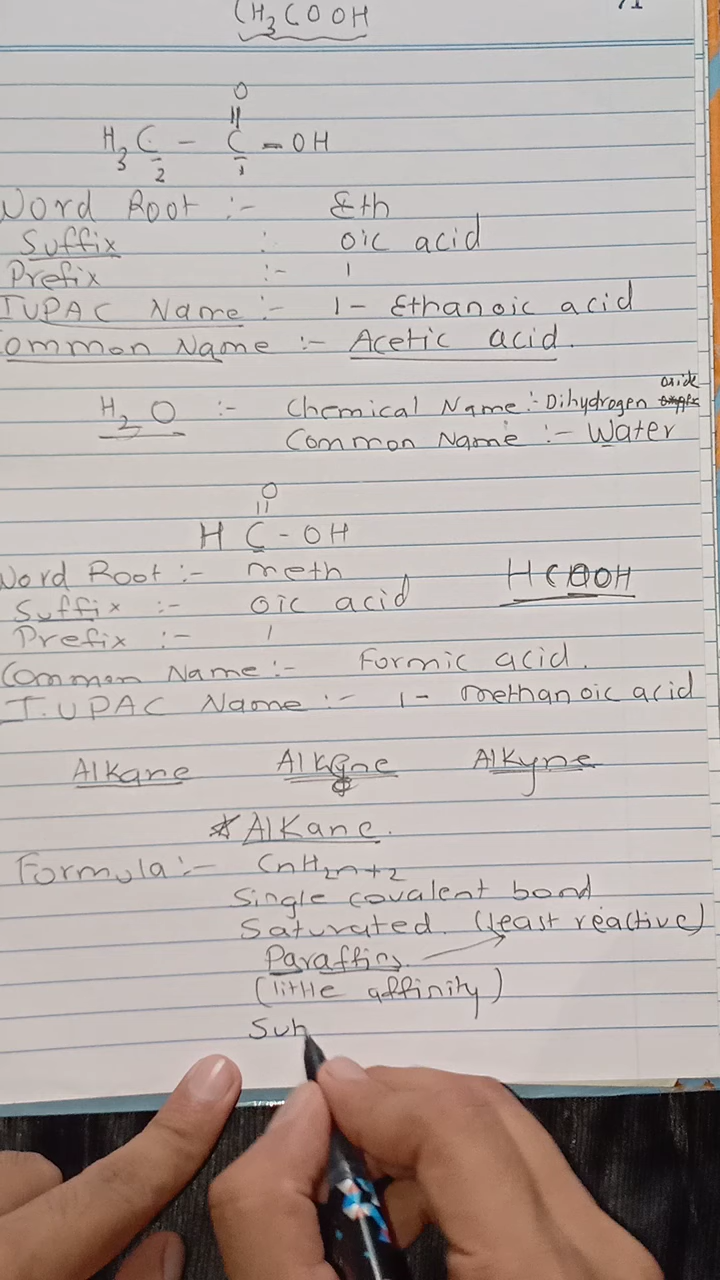 CH3COOH
71
O
||
H3C - C - OH
2 1
Word Root :- Eth
Suffix : oic acid
Prefix :- 1
IUPAC Name :- 1- Ethanoic acid
Common Name :- Acetic acid.
oxide
H2O :- Chemical Name :- Dihydrogen
Common Name :- Water
O
||
H C - OH
Word Root :- meth
HCOOH
Suffix :- oic acid
Prefix :- 1
Common Name :- Formic acid.
I.UPAC Name :- 1- methanoic acid
Alkane Alkene Alkyne
* Alkane.
Formula :- CnH2n+2
Single covalent bond
Saturated. (least reactive)
Paraffins.
(little affinity)
Sub